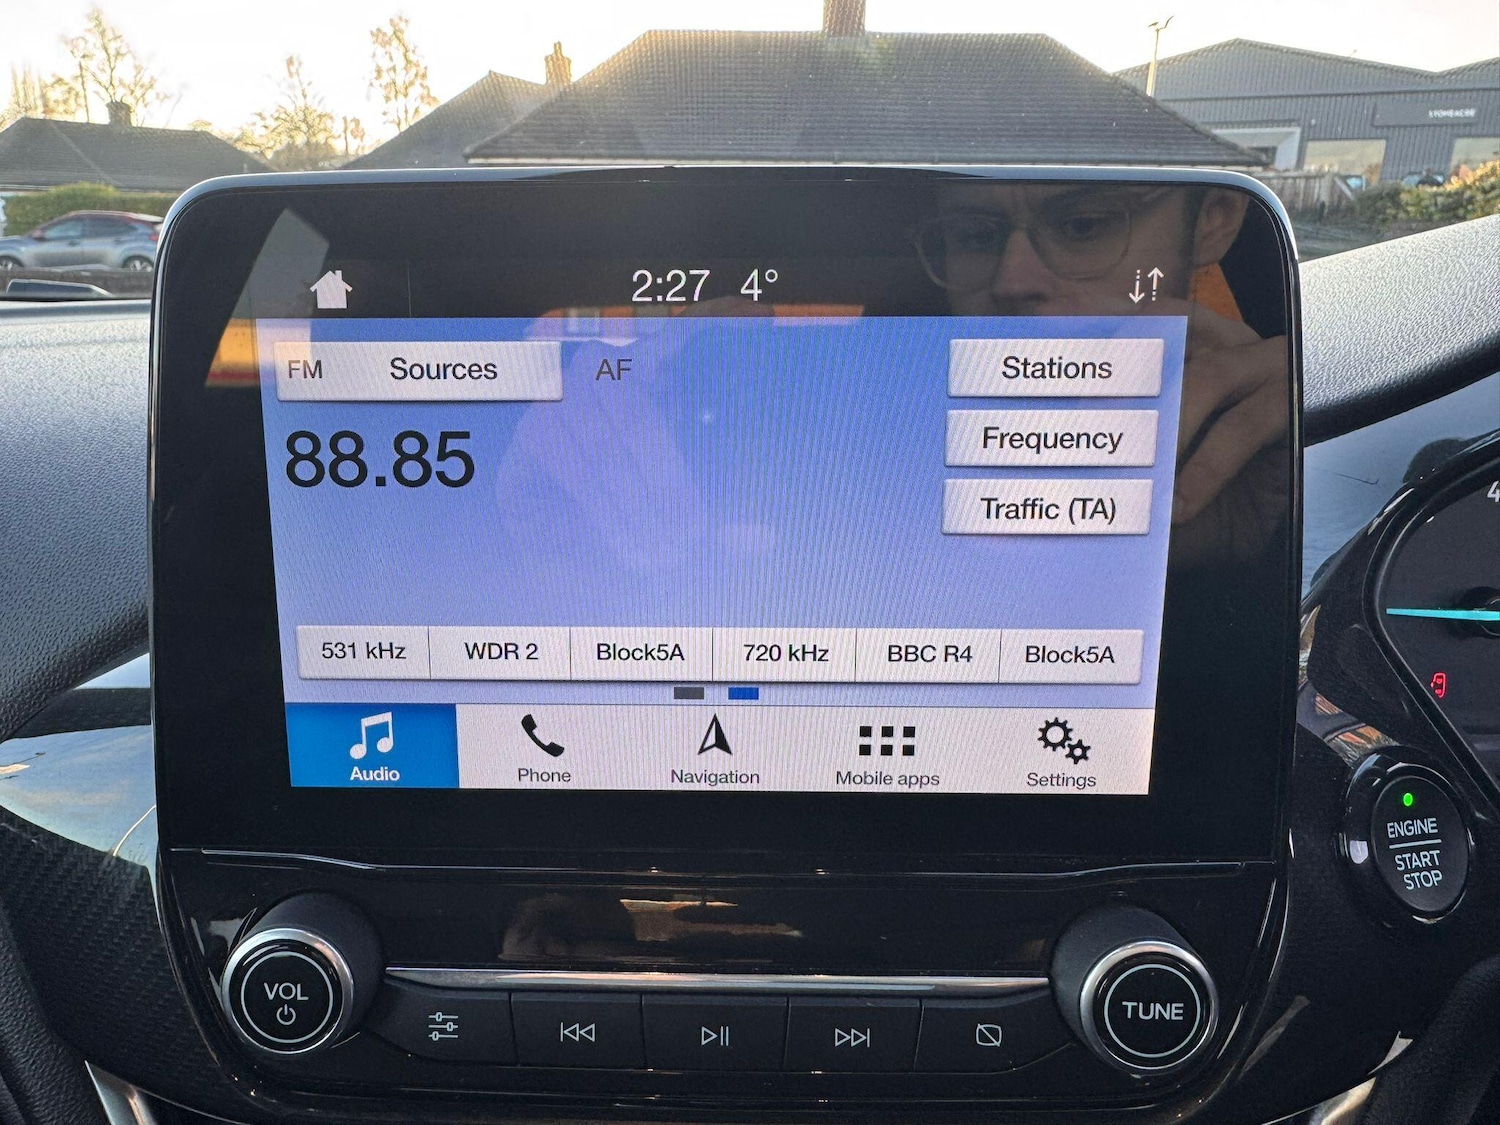 2:27 4°
FM Sources AF Stations
88.85
Frequency
Traffic (TA)
531 kHz WDR 2 Block5A 720 kHz BBC R4 Block5A
Audio Phone Navigation Mobile apps Settings
ENGINE
START
STOP
VOL
TUNE